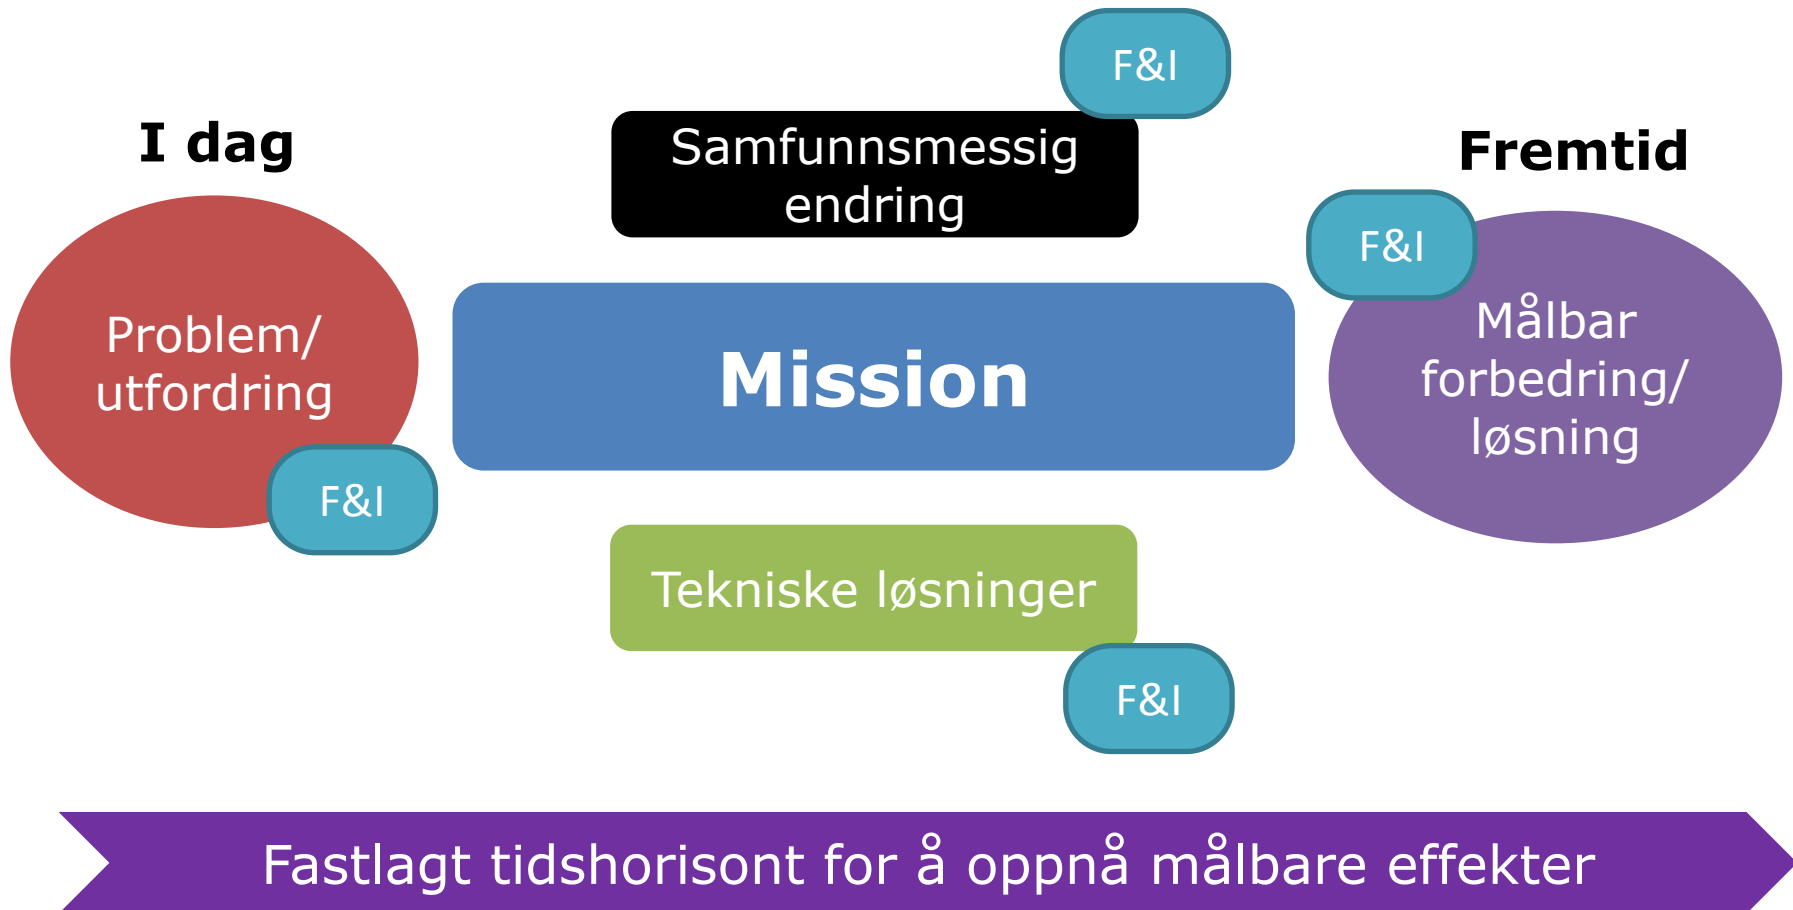 F&I
I dag
Samfunnsmessig
endring
Fremtid
F&I
Problem/
utfordring
F&I
Mission
Målbar
forbedring/
løsning
Tekniske løsninger
F&I
Fastlagt tidshorisont for å oppnå målbare effekter